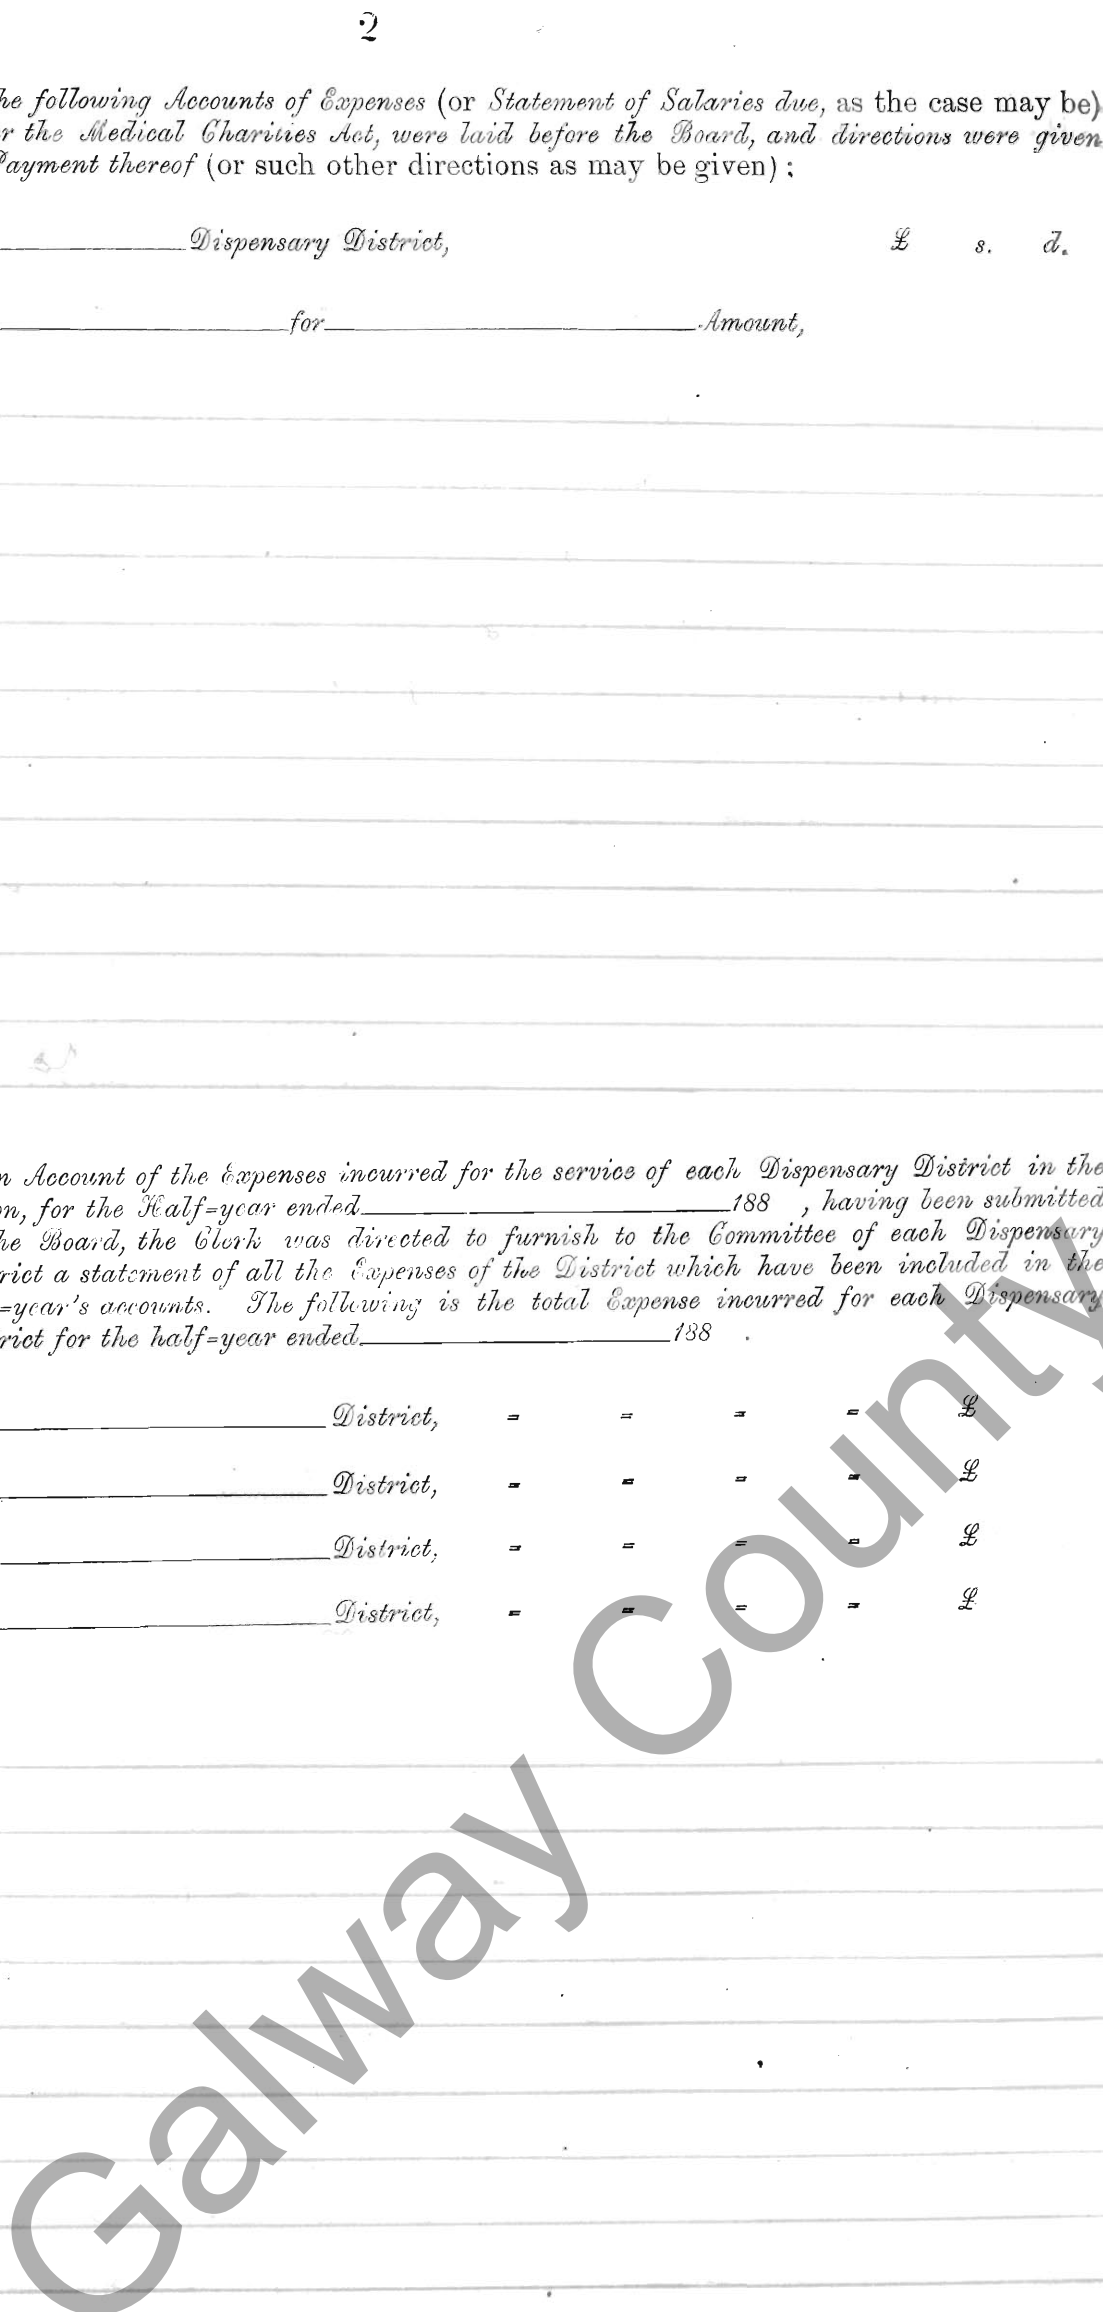 2
he following Accounts of Expenses (or Statement of Salaries due, as the case may be)
r the Medical Charities Act, were laid before the Board, and directions were given
Payment thereof (or such other directions as may be given) :
Dispensary District, £ s. d.
for Amount,
n Account of the Expenses incurred for the service of each Dispensary District in the
on, for the Half=year ended 188 , having been submitted
he Board, the Clerk was directed to furnish to the Committee of each Dispensary
rict a statement of all the Expenses of the District which have been included in the
=year's accounts. The following is the total Expense incurred for each Dispensary
rict for the half=year ended 188 .
District, = = = = £
District, = = = = £
District, = = = = £
District, = = = = £
Galway County